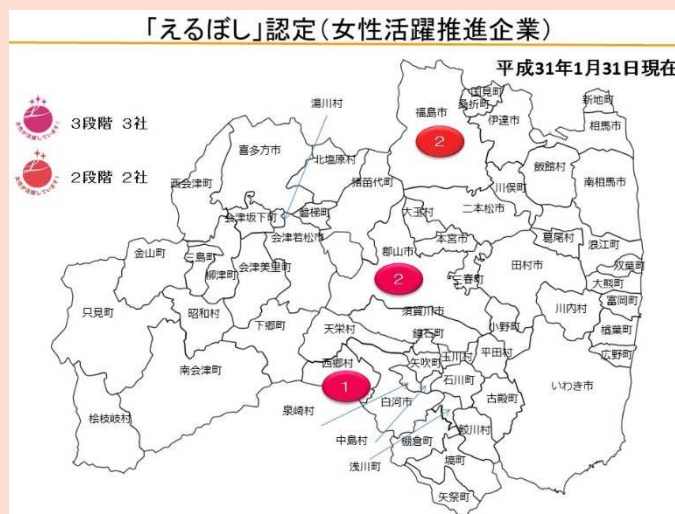 「えるぼし」認定(女性活躍推進企業)
平成31年1月31日現在
3段階 3社
2段階 2社
湯川村
福島市
国見町
桑折町
伊達市
新地町
相馬市
2
喜多方市
北塩原村
猪苗代町
川俣町
飯館村
南相馬市
西会津町
会津坂下町
磐梯町
大玉村
二本松市
会津若松市
本宮市
葛尾村
浪江町
金山町
三島町
柳津町
会津美里町
郡山市
2
三春町
田村市
双葉町
大熊町
富岡町
只見町
昭和村
下郷町
天栄村
須賀川市
鏡石町
小野町
川内村
楢葉町
広野町
南会津町
西郷村
1
矢吹町
玉川村
平田村
石川町
いわき市
檜枝岐村
泉崎村
白河市
古殿町
中島村
棚倉町
鮫川村
浅川町
塙町
矢祭町